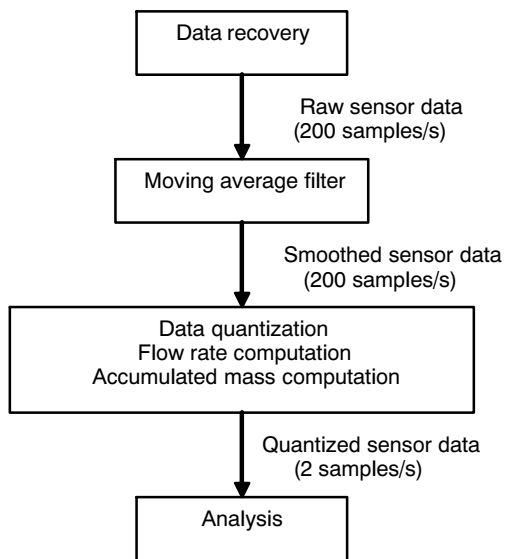 Data recovery
Raw sensor data
(200 samples/s)
Moving average filter
Smoothed sensor data
(200 samples/s)
Data quantization
Flow rate computation
Accumulated mass computation
Quantized sensor data
(2 samples/s)
Analysis